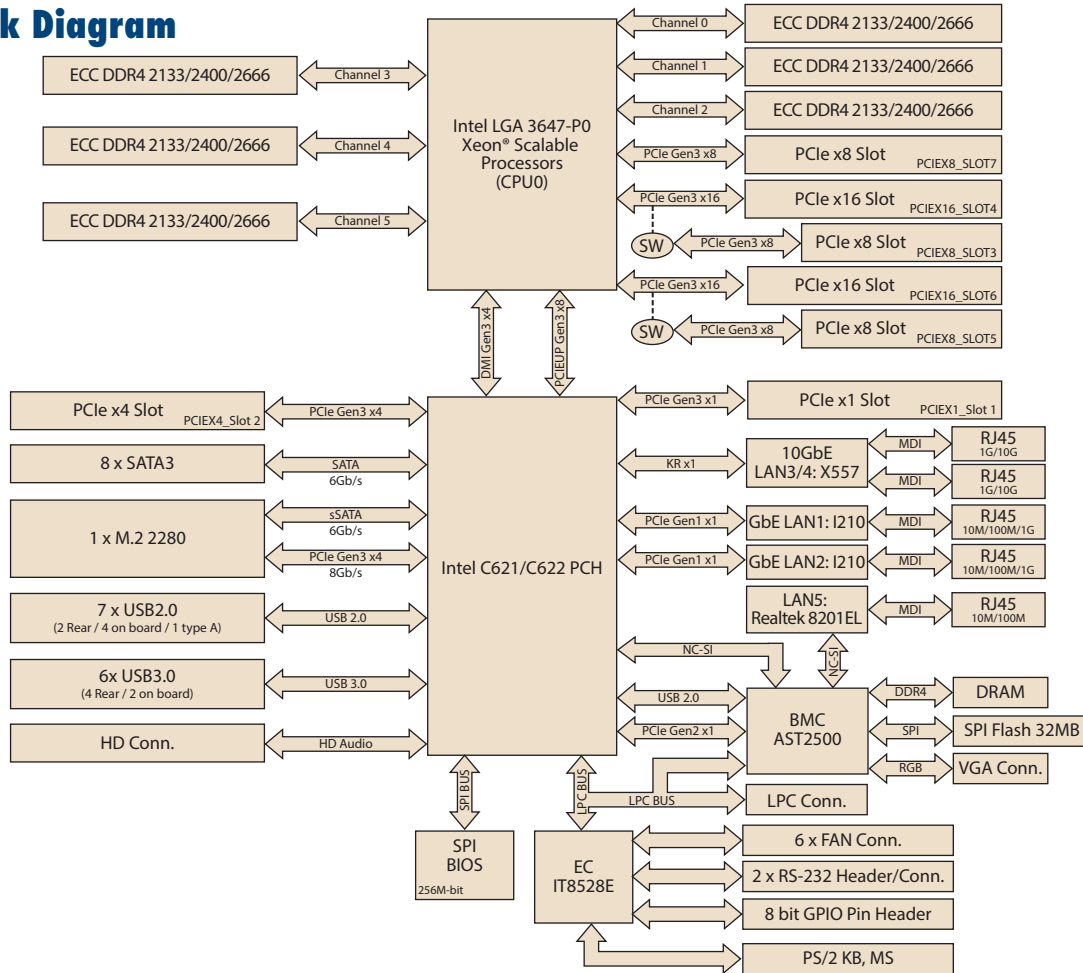 k Diagram
ECC DDR4 2133/2400/2666
Channel 3
ECC DDR4 2133/2400/2666
Channel 4
ECC DDR4 2133/2400/2666
Channel 5
Intel LGA 3647-P0
Xeon® Scalable
Processors
(CPU0)
Channel 0
ECC DDR4 2133/2400/2666
Channel 1
ECC DDR4 2133/2400/2666
Channel 2
ECC DDR4 2133/2400/2666
PCIe Gen3 x8
PCIe x8 Slot
PCIEX8_SLOT7
PCIe Gen3 x16
PCIe x16 Slot
PCIEX16_SLOT4
SW
PCIe Gen3 x8
PCIe x8 Slot
PCIEX8_SLOT3
PCIe Gen3 x16
PCIe x16 Slot
PCIEX16_SLOT6
SW
PCIe Gen3 x8
PCIe x8 Slot
PCIEX8_SLOT5
DMI Gen3 x4
PCIEUP Gen3 x8
PCIe x4 Slot
PCIEX4_Slot 2
PCIe Gen3 x4
8 x SATA3
SATA
6Gb/s
1 x M.2 2280
sSATA
6Gb/s
PCIe Gen3 x4
8Gb/s
7 x USB2.0
(2 Rear / 4 on board / 1 type A)
USB 2.0
6x USB3.0
(4 Rear / 2 on board)
USB 3.0
HD Conn.
HD Audio
Intel C621/C622 PCH
PCIe Gen3 x1
PCIe x1 Slot
PCIEX1_Slot 1
KR x1
10GbE
LAN3/4: X557
MDI
RJ45
1G/10G
MDI
RJ45
1G/10G
PCIe Gen1 x1
GbE LAN1: I210
MDI
RJ45
10M/100M/1G
PCIe Gen1 x1
GbE LAN2: I210
MDI
RJ45
10M/100M/1G
LAN5:
Realtek 8201EL
MDI
RJ45
10M/100M
NC-SI
NC-SI
USB 2.0
PCIe Gen2 x1
BMC
AST2500
DDR4
DRAM
SPI
SPI Flash 32MB
RGB
VGA Conn.
SPI BUS
LPC BUS
LPC BUS
LPC Conn.
SPI
BIOS
256M-bit
EC
IT8528E
6 x FAN Conn.
2 x RS-232 Header/Conn.
8 bit GPIO Pin Header
PS/2 KB, MS